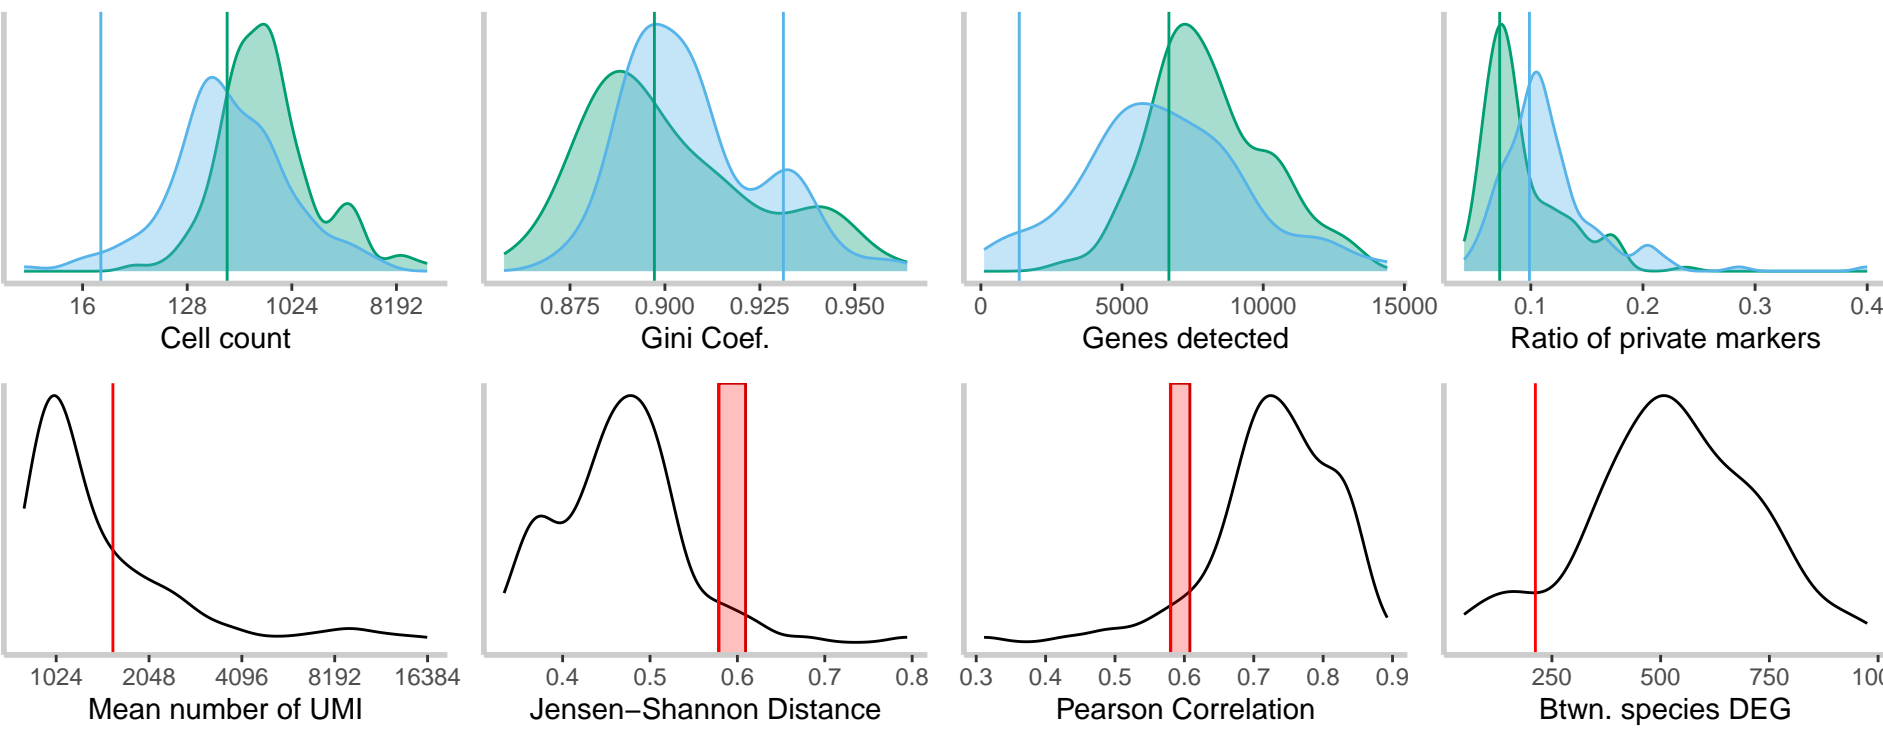 16 128 1024 8192
Cell count
0.875 0.900 0.925 0.950
Gini Coef.
0 5000 10000 15000
Genes detected
0.1 0.2 0.3 0.4
Ratio of private markers
1024 2048 4096 8192 16384
Mean number of UMI
0.4 0.5 0.6 0.7 0.8
Jensen−Shannon Distance
0.3 0.4 0.5 0.6 0.7 0.8 0.9
Pearson Correlation
250 500 750 100
Btwn. species DEG